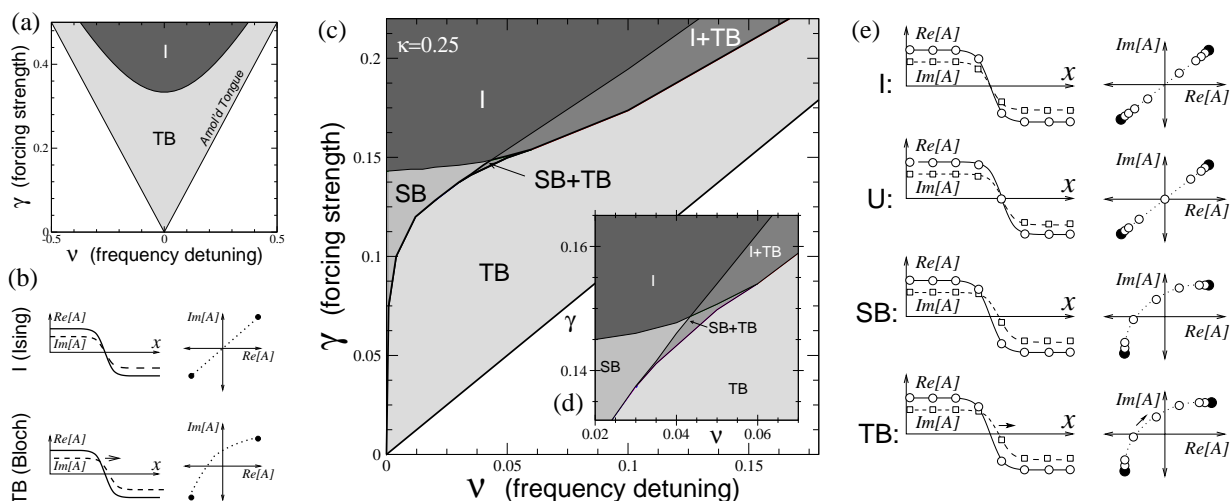 (a)
γ (forcing strength)
0.4
0.2
0
-0.5
0
0.5
I
TB
Arnol'd Tongue
ν (frequency detuning)
(b)
I (Ising)
Re[A]
Im[A]
x
Im[A]
Re[A]
TB (Bloch)
Re[A]
Im[A]
x
Im[A]
Re[A]
(c)
κ=0.25
γ (forcing strength)
0.2
0.15
0.1
0.05
0
0
0.05
0.1
0.15
I
I+TB
SB
SB+TB
TB
ν (frequency detuning)
(d)
0.16
γ
0.14
0.02
0.04
ν
0.06
I
I+TB
SB+TB
SB
TB
(e)
I:
Re[A]
Im[A]
x
Im[A]
Re[A]
U:
Re[A]
Im[A]
x
Im[A]
Re[A]
SB:
Re[A]
Im[A]
x
Im[A]
Re[A]
TB:
Re[A]
Im[A]
x
Im[A]
Re[A]